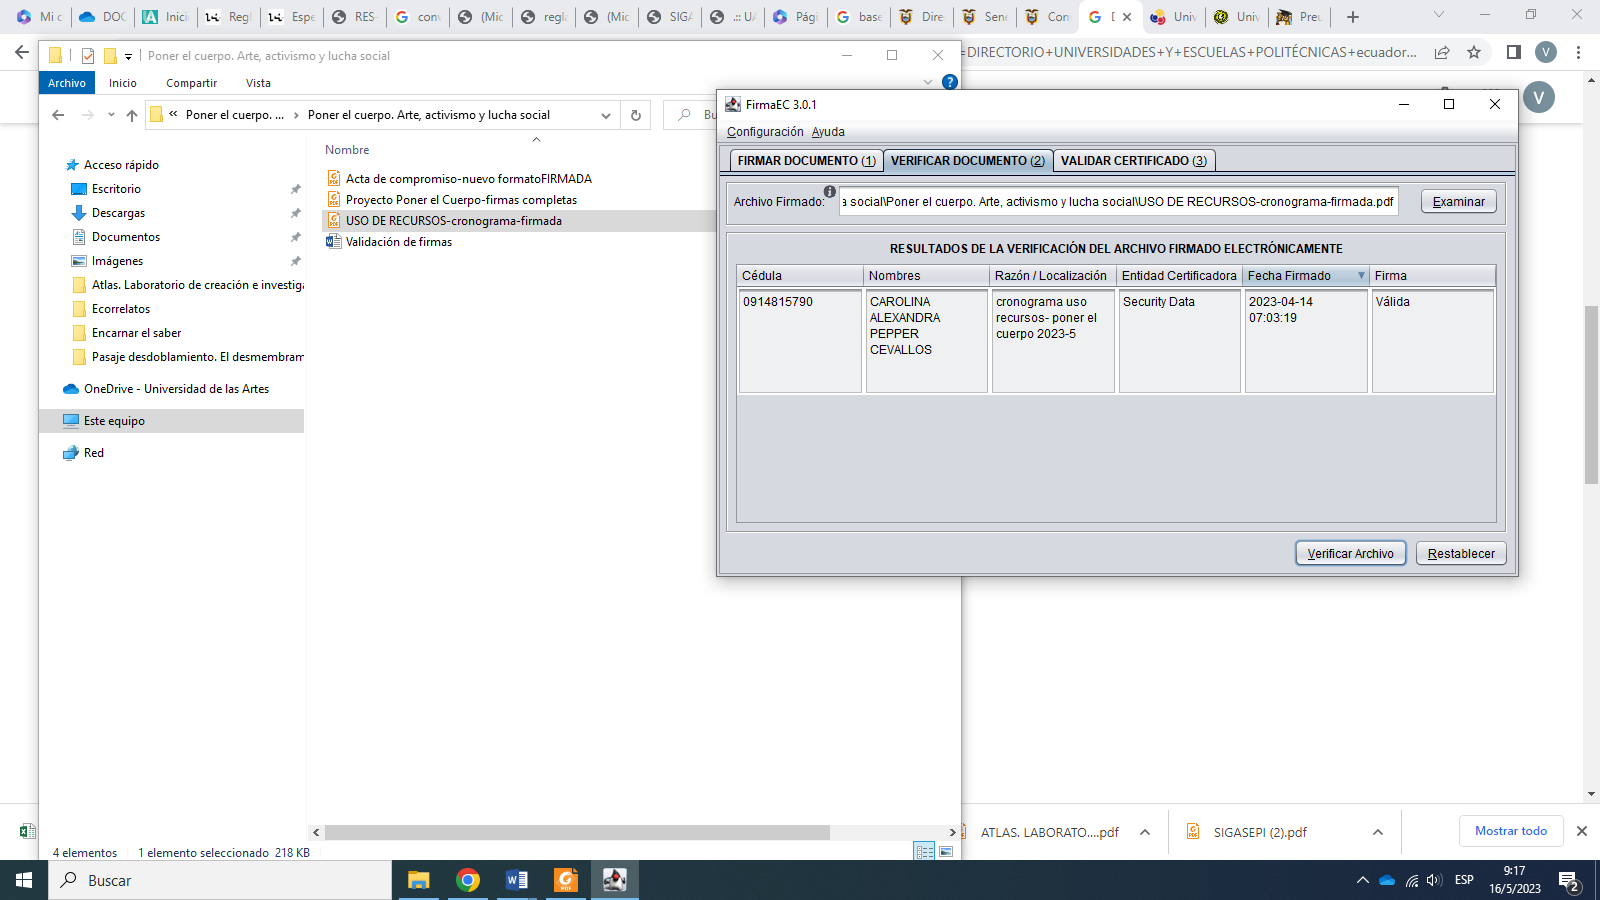 Mi c
DOC
Inici
Regl
Espe
RES-
con
(Mic
regla
(Mic
SIGA
.:: UA
Pági
base
Dire
Sene
Con
Univ
Univ
Preu
=DIRECTORIO+UNIVERSIDADES+Y+ESCUELAS+POLITÉCNICAS+ecuador...
V
Poner el cuerpo. Arte, activismo y lucha social
Archivo
Inicio
Compartir
Vista
« Poner el cuerpo. ... › Poner el cuerpo. Arte, activismo y lucha social
Bu
Nombre
Acceso rápido
Escritorio
Descargas
Documentos
Imágenes
Atlas. Laboratorio de creación e investiga
Ecorrelatos
Encarnar el saber
Pasaje desdoblamiento. El desmembram
OneDrive - Universidad de las Artes
Este equipo
Red
Acta de compromiso-nuevo formatoFIRMADA
Proyecto Poner el Cuerpo-firmas completas
USO DE RECURSOS-cronograma-firmada
Validación de firmas
4 elementos
1 elemento seleccionado 218 KB
V
FirmaEC 3.0.1
Configuración Ayuda
FIRMAR DOCUMENTO (1)
VERIFICAR DOCUMENTO (2)
VALIDAR CERTIFICADO (3)
Archivo Firmado:
a social\Poner el cuerpo. Arte, activismo y lucha social\USO DE RECURSOS-cronograma-firmada.pdf
Examinar
RESULTADOS DE LA VERIFICACIÓN DEL ARCHIVO FIRMADO ELECTRÓNICAMENTE
Cédula
Nombres
Razón / Localización
Entidad Certificadora
Fecha Firmado
Firma
0914815790
CAROLINA
ALEXANDRA
PEPPER
CEVALLOS
cronograma uso
recursos- poner el
cuerpo 2023-5
Security Data
2023-04-14
07:03:19
Válida
Verificar Archivo
Restablecer
ATLAS. LABORATO....pdf
SIGASEPI (2).pdf
Mostrar todo
Buscar
ESP
9:17
16/5/2023
2